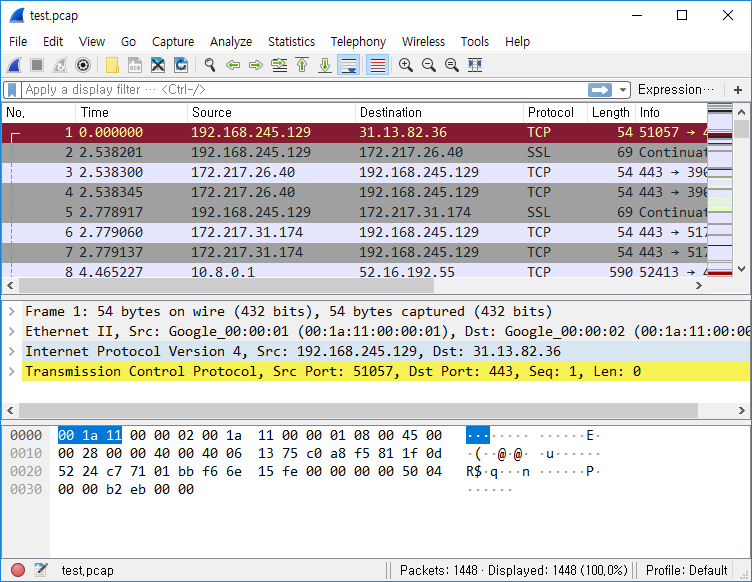 test.pcap
File Edit View Go Capture Analyze Statistics Telephony Wireless Tools Help
Apply a display filter ··· <Ctrl-/> Expression··· +
No. Time Source Destination Protocol Length Info
1 0.000000 192.168.245.129 31.13.82.36 TCP 54 51057 → 4
2 2.538201 192.168.245.129 172.217.26.40 SSL 69 Continuat
3 2.538300 172.217.26.40 192.168.245.129 TCP 54 443 → 390
4 2.538345 172.217.26.40 192.168.245.129 TCP 54 443 → 390
5 2.778917 192.168.245.129 172.217.31.174 SSL 69 Continuat
6 2.779060 172.217.31.174 192.168.245.129 TCP 54 443 → 517
7 2.779137 172.217.31.174 192.168.245.129 TCP 54 443 → 517
8 4.465227 10.8.0.1 52.16.192.55 TCP 590 52413 → 4
Frame 1: 54 bytes on wire (432 bits), 54 bytes captured (432 bits)
Ethernet II, Src: Google_00:00:01 (00:1a:11:00:00:01), Dst: Google_00:00:02 (00:1a:11:00:00
Internet Protocol Version 4, Src: 192.168.245.129, Dst: 31.13.82.36
Transmission Control Protocol, Src Port: 51057, Dst Port: 443, Seq: 1, Len: 0
0000 00 1a 11 00 00 02 00 1a 11 00 00 01 08 00 45 00 ········ ······E·
0010 00 28 00 00 40 00 40 06 13 75 c0 a8 f5 81 1f 0d ·(··@·@· ·u······
0020 52 24 c7 71 01 bb f6 6e 15 fe 00 00 00 00 50 04 R$·q···n ······P·
0030 00 00 b2 eb 00 00 ······
test.pcap Packets: 1448 · Displayed: 1448 (100.0%) Profile: Default